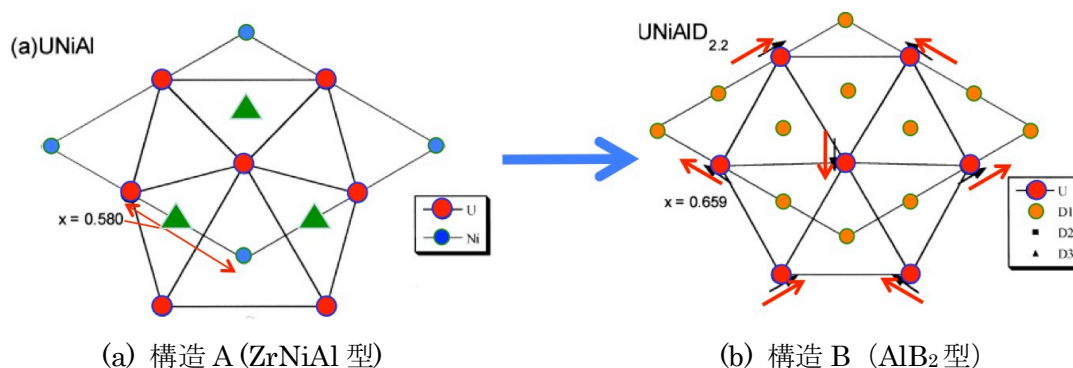 (a)UNiAl
x = 0.580
U
Ni
(a) 構造 A (ZrNiAl 型)
UNiAlD2.2
x = 0.659
U
D1
D2
D3
(b) 構造 B（AlB2 型）